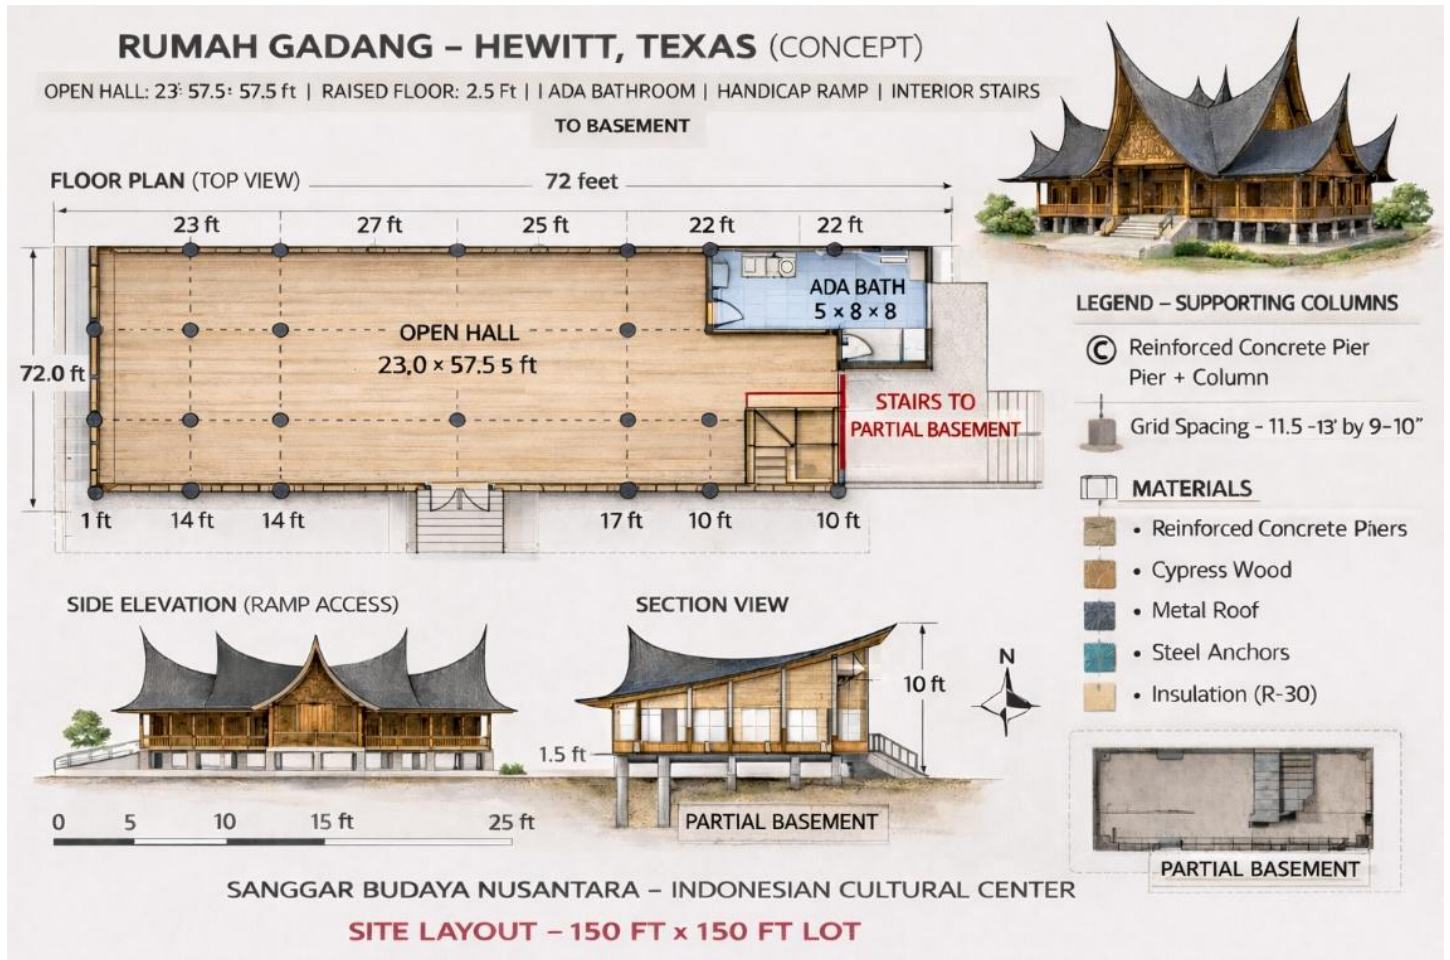 RUMAH GADANG – HEWITT, TEXAS (CONCEPT)
OPEN HALL: 23': 57.5: 57.5 ft | RAISED FLOOR: 2.5 Ft | I ADA BATHROOM | HANDICAP RAMP | INTERIOR STAIRS
TO BASEMENT
FLOOR PLAN (TOP VIEW)
72 feet
23 ft
27 ft
25 ft
22 ft
22 ft
ADA BATH
5 × 8 × 8
OPEN HALL
23,0 × 57.5 5 ft
72.0 ft
STAIRS TO
PARTIAL BASEMENT
1 ft
14 ft
14 ft
17 ft
10 ft
10 ft
LEGEND – SUPPORTING COLUMNS
C
Reinforced Concrete Pier
Pier + Column
Grid Spacing - 11.5 -13' by 9-10"
MATERIALS
• Reinforced Concrete Piers
• Cypress Wood
• Metal Roof
• Steel Anchors
• Insulation (R-30)
SIDE ELEVATION (RAMP ACCESS)
SECTION VIEW
10 ft
1.5 ft
N
PARTIAL BASEMENT
0
5
10
15 ft
25 ft
PARTIAL BASEMENT
SANGGAR BUDAYA NUSANTARA – INDONESIAN CULTURAL CENTER
SITE LAYOUT – 150 FT x 150 FT LOT